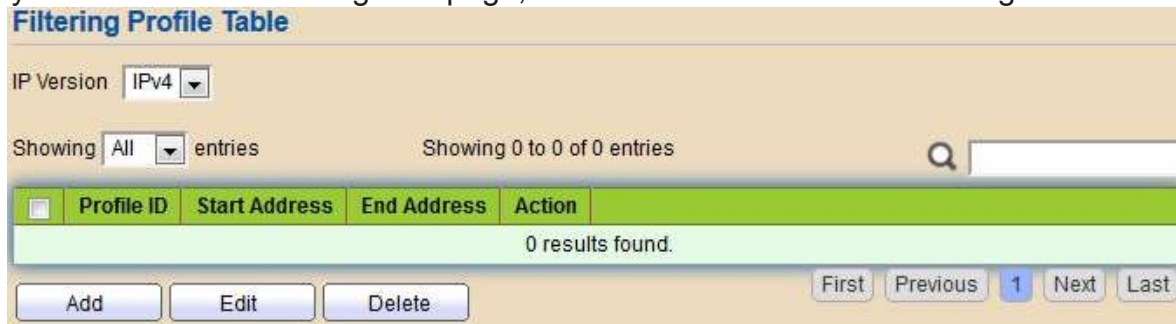 Filtering Profile Table
IP Version IPv4
Showing All entries Showing 0 to 0 of 0 entries
Profile ID Start Address End Address Action
0 results found.
Add Edit Delete First Previous 1 Next Last